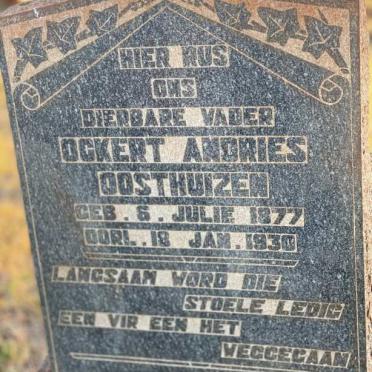 HIER RUS
ONS
DIERBARE VADER
OCKERT ANDRIES
OOSTHUIZEN
GEB. 6. JULIE 1877
OORL. 18 JAN. 1930
LANGSAAM WORD DIE
STOELE LEDIG
EEN VIR EEN HET
WEGGEGAAN